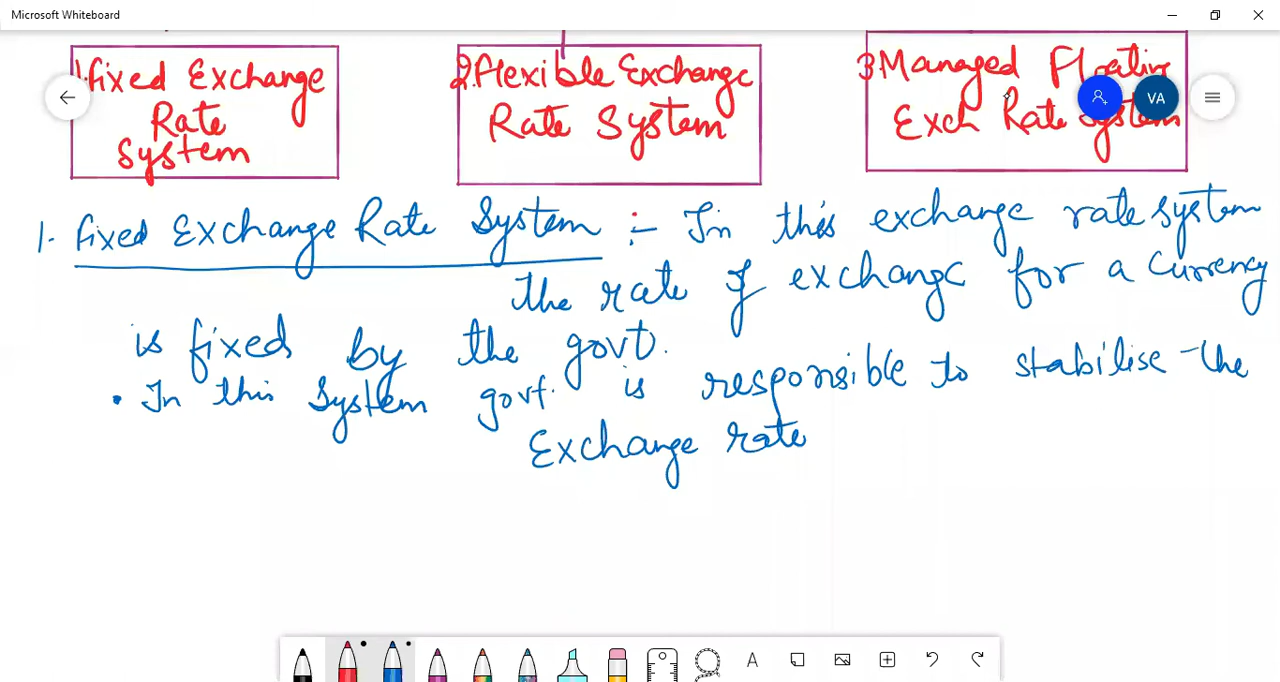 Microsoft Whiteboard
1. Fixed Exchange
Rate
System
2. Flexible Exchange
Rate System
3. Managed Floating
Exch Rate System
VA
1. Fixed Exchange Rate System :- In this exchange rate system
the rate of exchange for a currency
is fixed by the govt.
• In this system govt. is responsible to stabilise the
Exchange rate
A